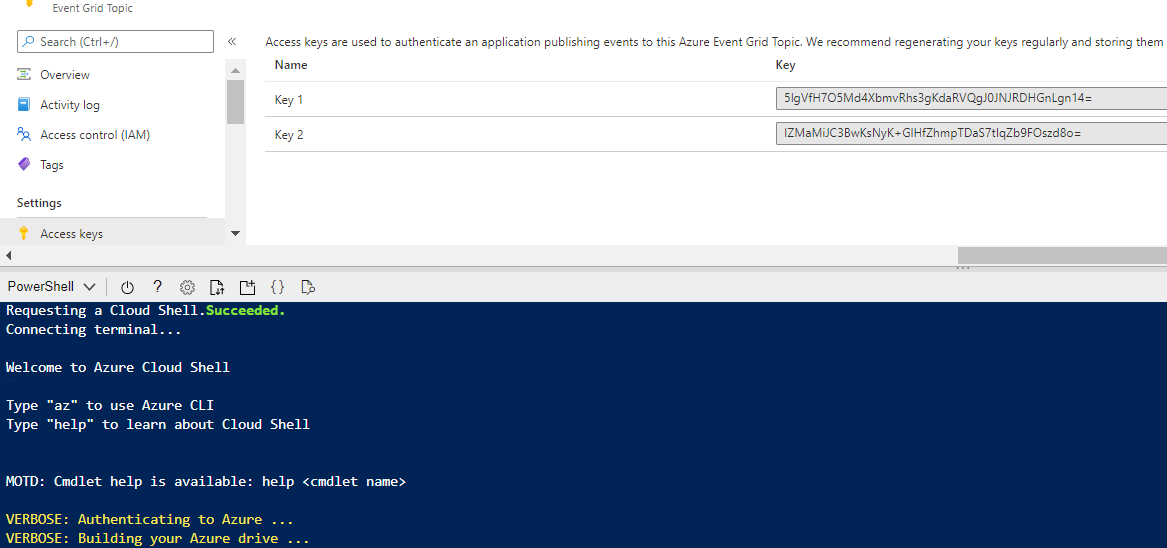 Event Grid Topic
Search (Ctrl+/)
«
Access keys are used to authenticate an application publishing events to this Azure Event Grid Topic. We recommend regenerating your keys regularly and storing them
Overview
Activity log
Access control (IAM)
Tags
Settings
Access keys
Name Key
Key 1 5IgVfH7O5Md4XbmvRhs3gKdaRVQgJ0JNJRDHGnLgn14=
Key 2 IZMaMiJC3BwKsNyK+GIHfZhmpTDaS7tIqZb9FOszd8o=
PowerShell ? {}
Requesting a Cloud Shell.Succeeded.
Connecting terminal...
Welcome to Azure Cloud Shell
Type "az" to use Azure CLI
Type "help" to learn about Cloud Shell
MOTD: Cmdlet help is available: help <cmdlet name>
VERBOSE: Authenticating to Azure ...
VERBOSE: Building your Azure drive ...